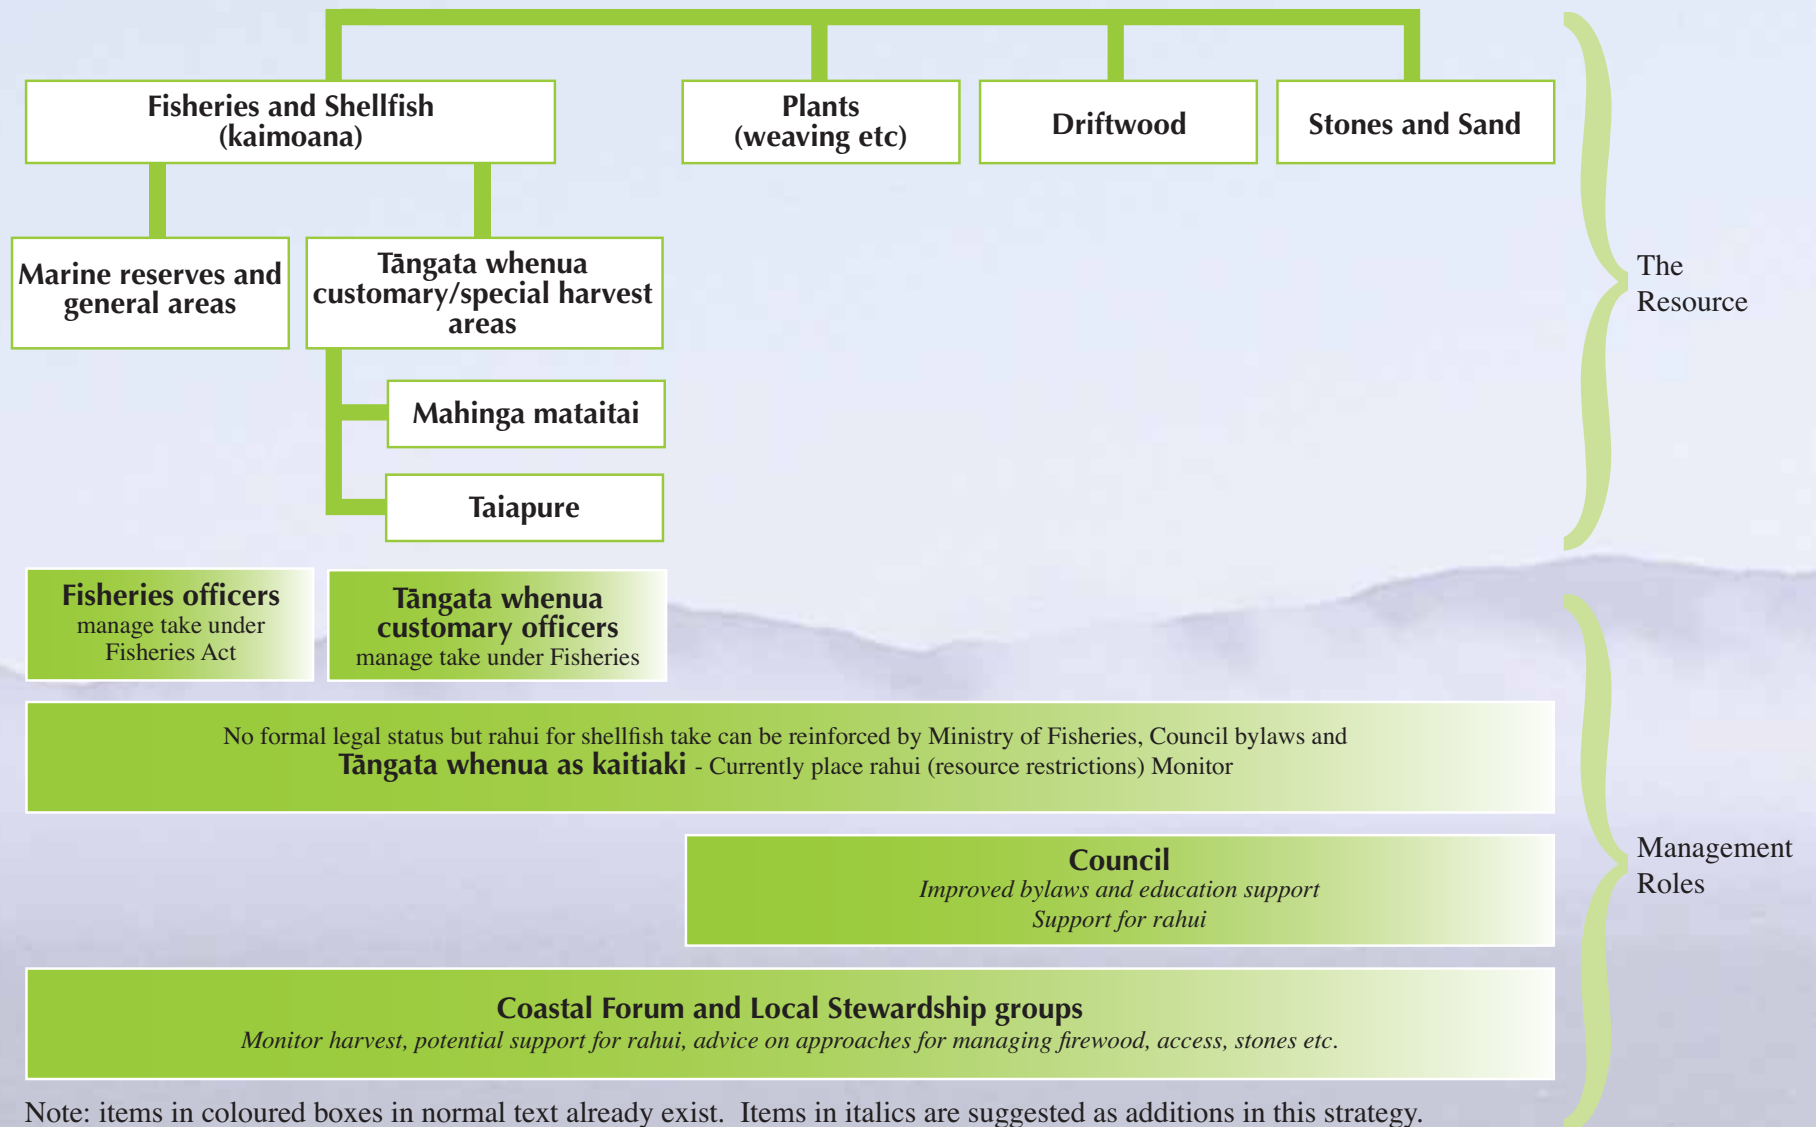 Fisheries and Shellfish
(kaimoana)
Plants
(weaving etc)
Driftwood
Stones and Sand
Marine reserves and
general areas
Tāngata whenua
customary/special harvest
areas
Mahinga mataitai
Taiapure
The
Resource
Fisheries officers
manage take under
Fisheries Act
Tāngata whenua
customary officers
manage take under Fisheries
No formal legal status but rahui for shellfish take can be reinforced by Ministry of Fisheries, Council bylaws and
Tāngata whenua as kaitiaki - Currently place rahui (resource restrictions) Monitor
Council
Improved bylaws and education support
Support for rahui
Management
Roles
Coastal Forum and Local Stewardship groups
Monitor harvest, potential support for rahui, advice on approaches for managing firewood, access, stones etc.
Note: items in coloured boxes in normal text already exist.  Items in italics are suggested as additions in this strategy.